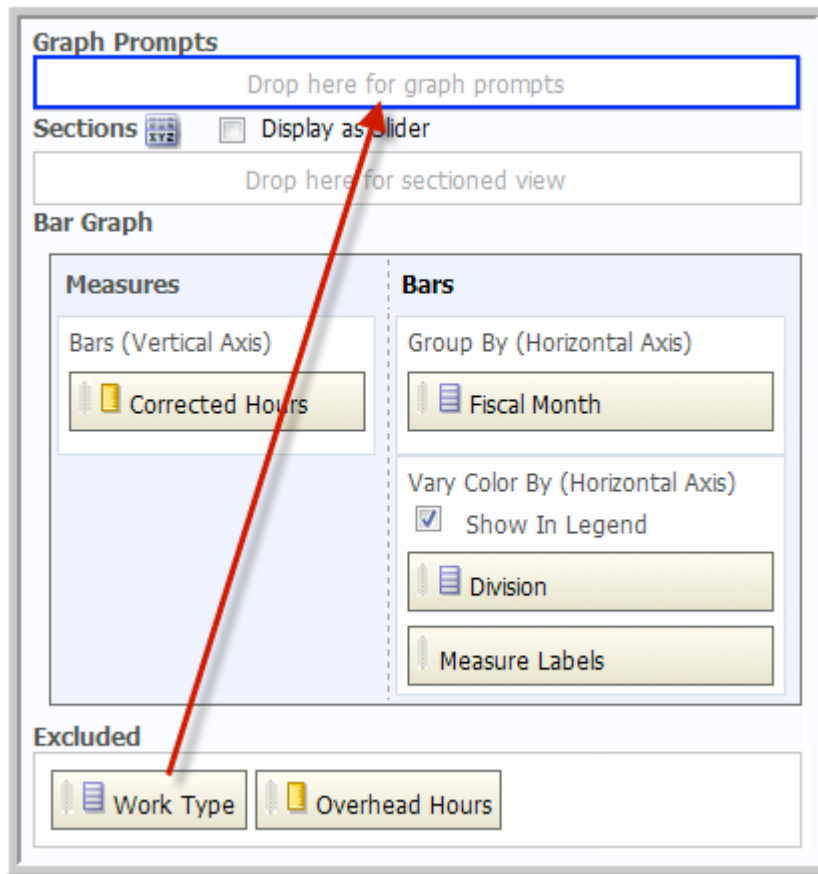 Graph Prompts
Drop here for graph prompts
Sections XYZ Display as Slider
Drop here for sectioned view
Bar Graph
Measures
Bars (Vertical Axis)
Corrected Hours
Bars
Group By (Horizontal Axis)
Fiscal Month
Vary Color By (Horizontal Axis)
Show In Legend
Division
Measure Labels
Excluded
Work Type
Overhead Hours